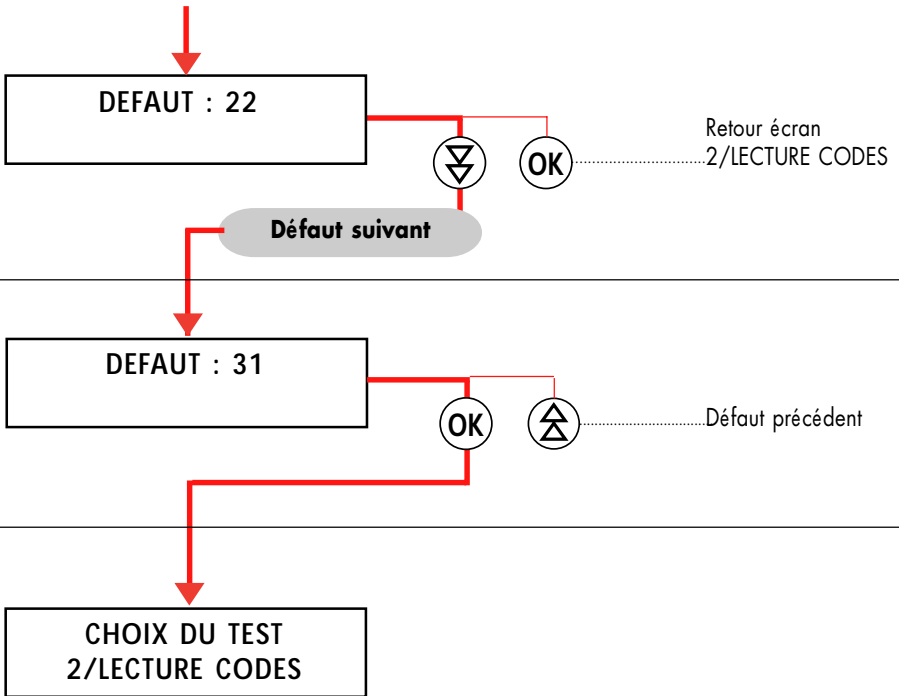 DEFAUT : 22
OK
Retour écran
2/LECTURE CODES
Défaut suivant
DEFAUT : 31
OK
Défaut précédent
CHOIX DU TEST
2/LECTURE CODES